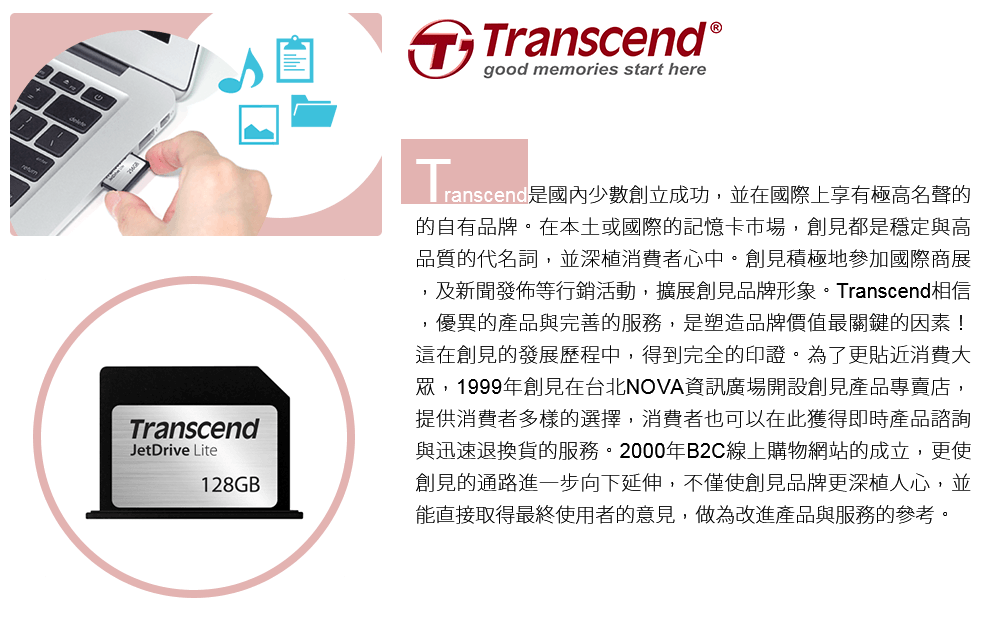 Transcend®
good memories start here
Transcend是國內少數創立成功，並在國際上享有極高名聲的
的自有品牌。在本土或國際的記憶卡市場，創見都是穩定與高
品質的代名詞，並深植消費者心中。創見積極地參加國際商展
，及新聞發佈等行銷活動，擴展創見品牌形象。Transcend相信
，優異的產品與完善的服務，是塑造品牌價值最關鍵的因素！
這在創見的發展歷程中，得到完全的印證。為了更貼近消費大
眾，1999年創見在台北NOVA資訊廣場開設創見產品專賣店，
提供消費者多樣的選擇，消費者也可以在此獲得即時產品諮詢
與迅速退換貨的服務。2000年B2C線上購物網站的成立，更使
創見的通路進一步向下延伸，不僅使創見品牌更深植人心，並
能直接取得最終使用者的意見，做為改進產品與服務的參考。
delete
enter
return
256GB
Transcend
JetDrive Lite
128GB